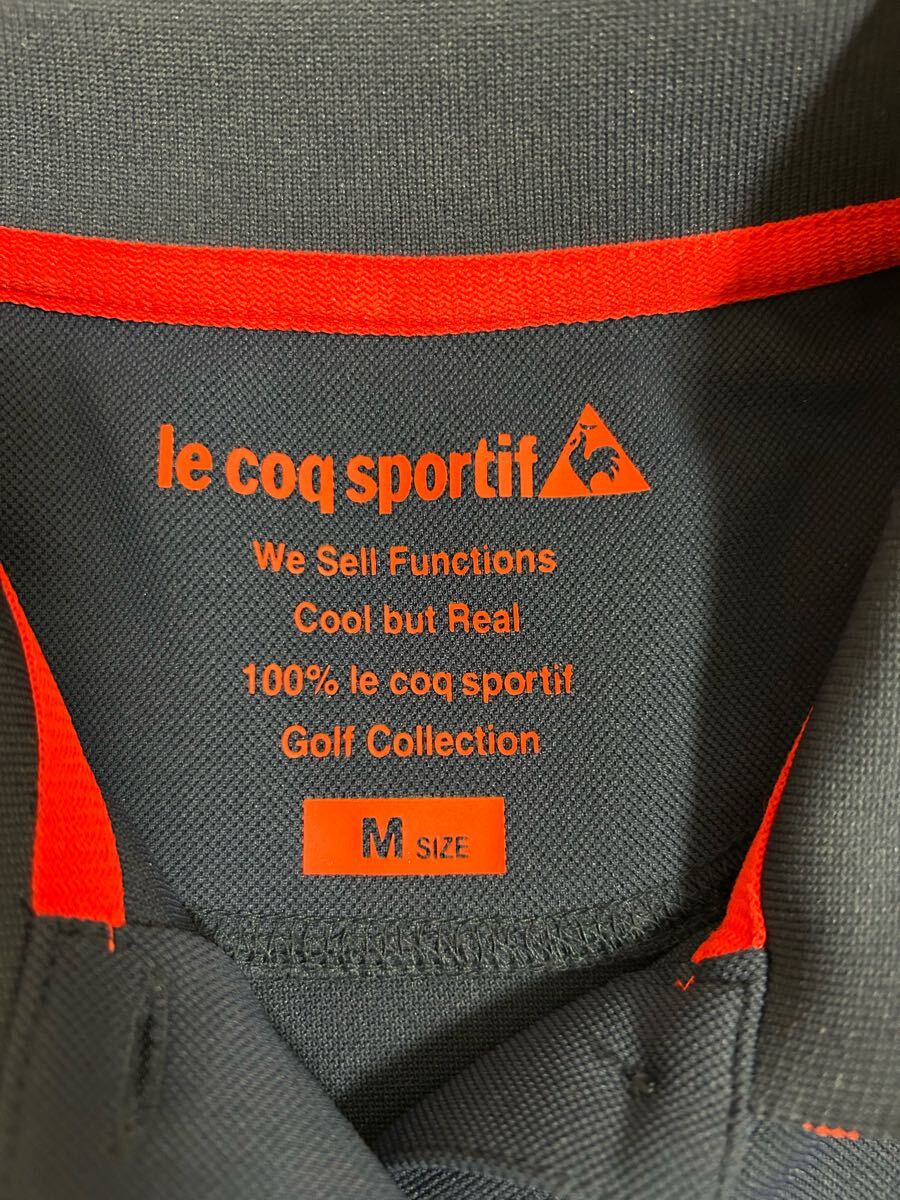 le coq sportif
We Sell Functions
Cool but Real
100% le coq sportif
Golf Collection
M SIZE